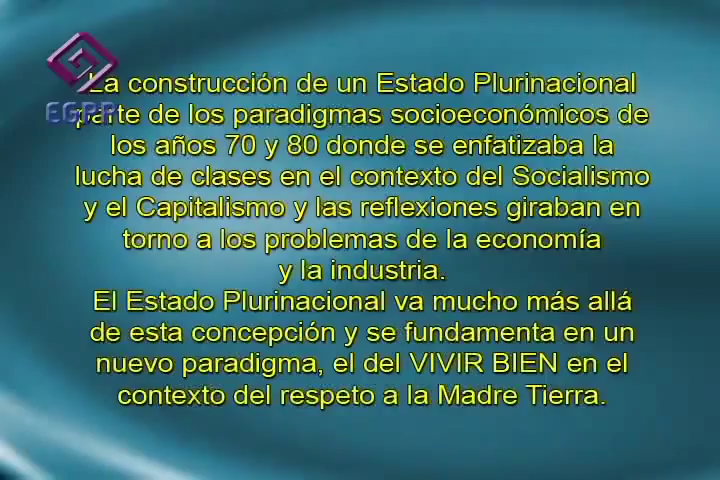 La construcción de un Estado Plurinacional
EGPP
parte de los paradigmas socioeconómicos de
los años 70 y 80 donde se enfatizaba la
lucha de clases en el contexto del Socialismo
y el Capitalismo y las reflexiones giraban en
torno a los problemas de la economía
y la industria.
El Estado Plurinacional va mucho más allá
de esta concepción y se fundamenta en un
nuevo paradigma, el del VIVIR BIEN en el
contexto del respeto a la Madre Tierra.